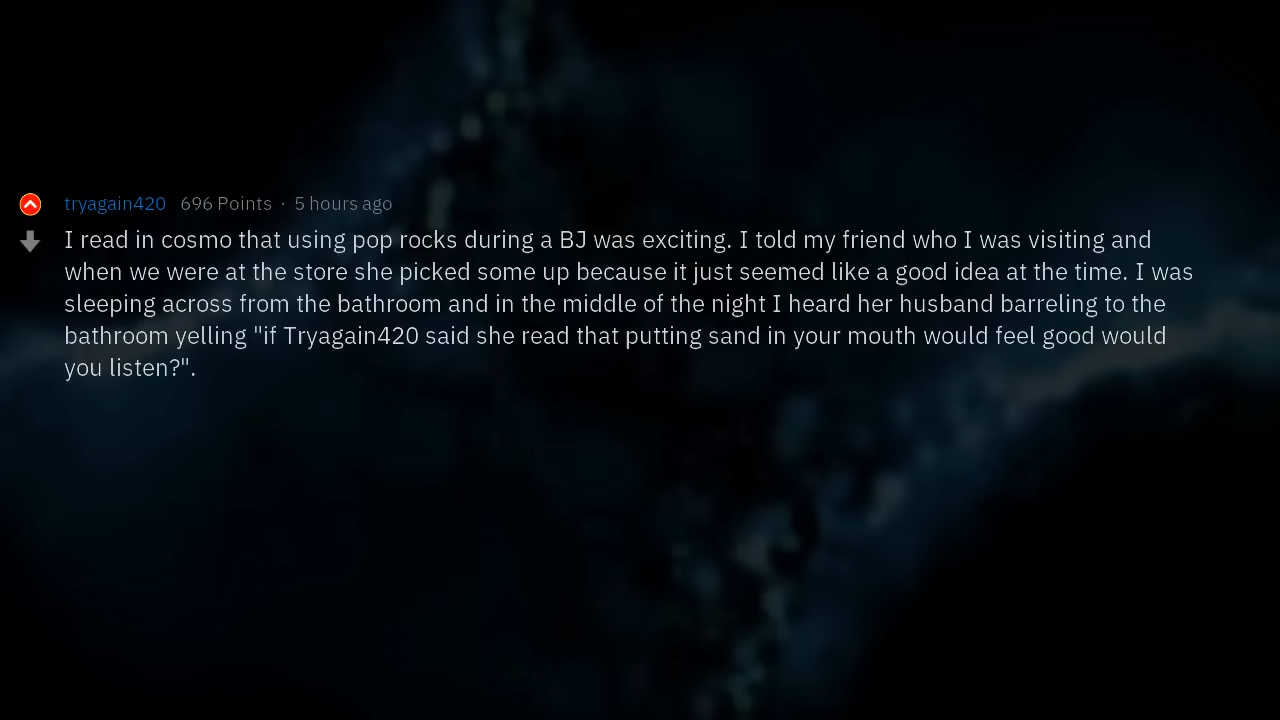 tryagain420 696 Points · 5 hours ago
I read in cosmo that using pop rocks during a BJ was exciting. I told my friend who I was visiting and
when we were at the store she picked some up because it just seemed like a good idea at the time. I was
sleeping across from the bathroom and in the middle of the night I heard her husband barreling to the
bathroom yelling "if Tryagain420 said she read that putting sand in your mouth would feel good would
you listen?".